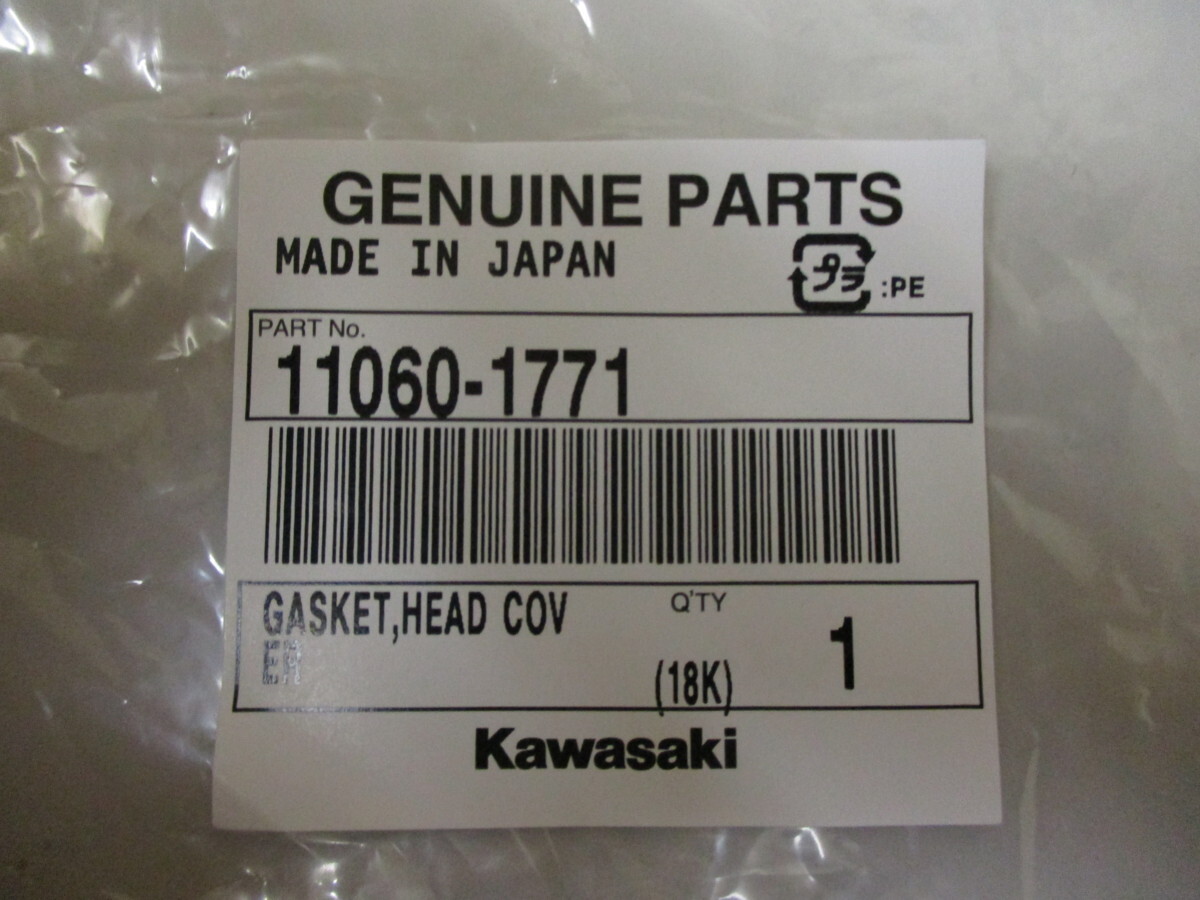 GENUINE PARTS
MADE IN JAPAN
プラ :PE
PART No.
11060-1771
GASKET,HEAD COV
ER
Q'TY
(18K)
1
Kawasaki